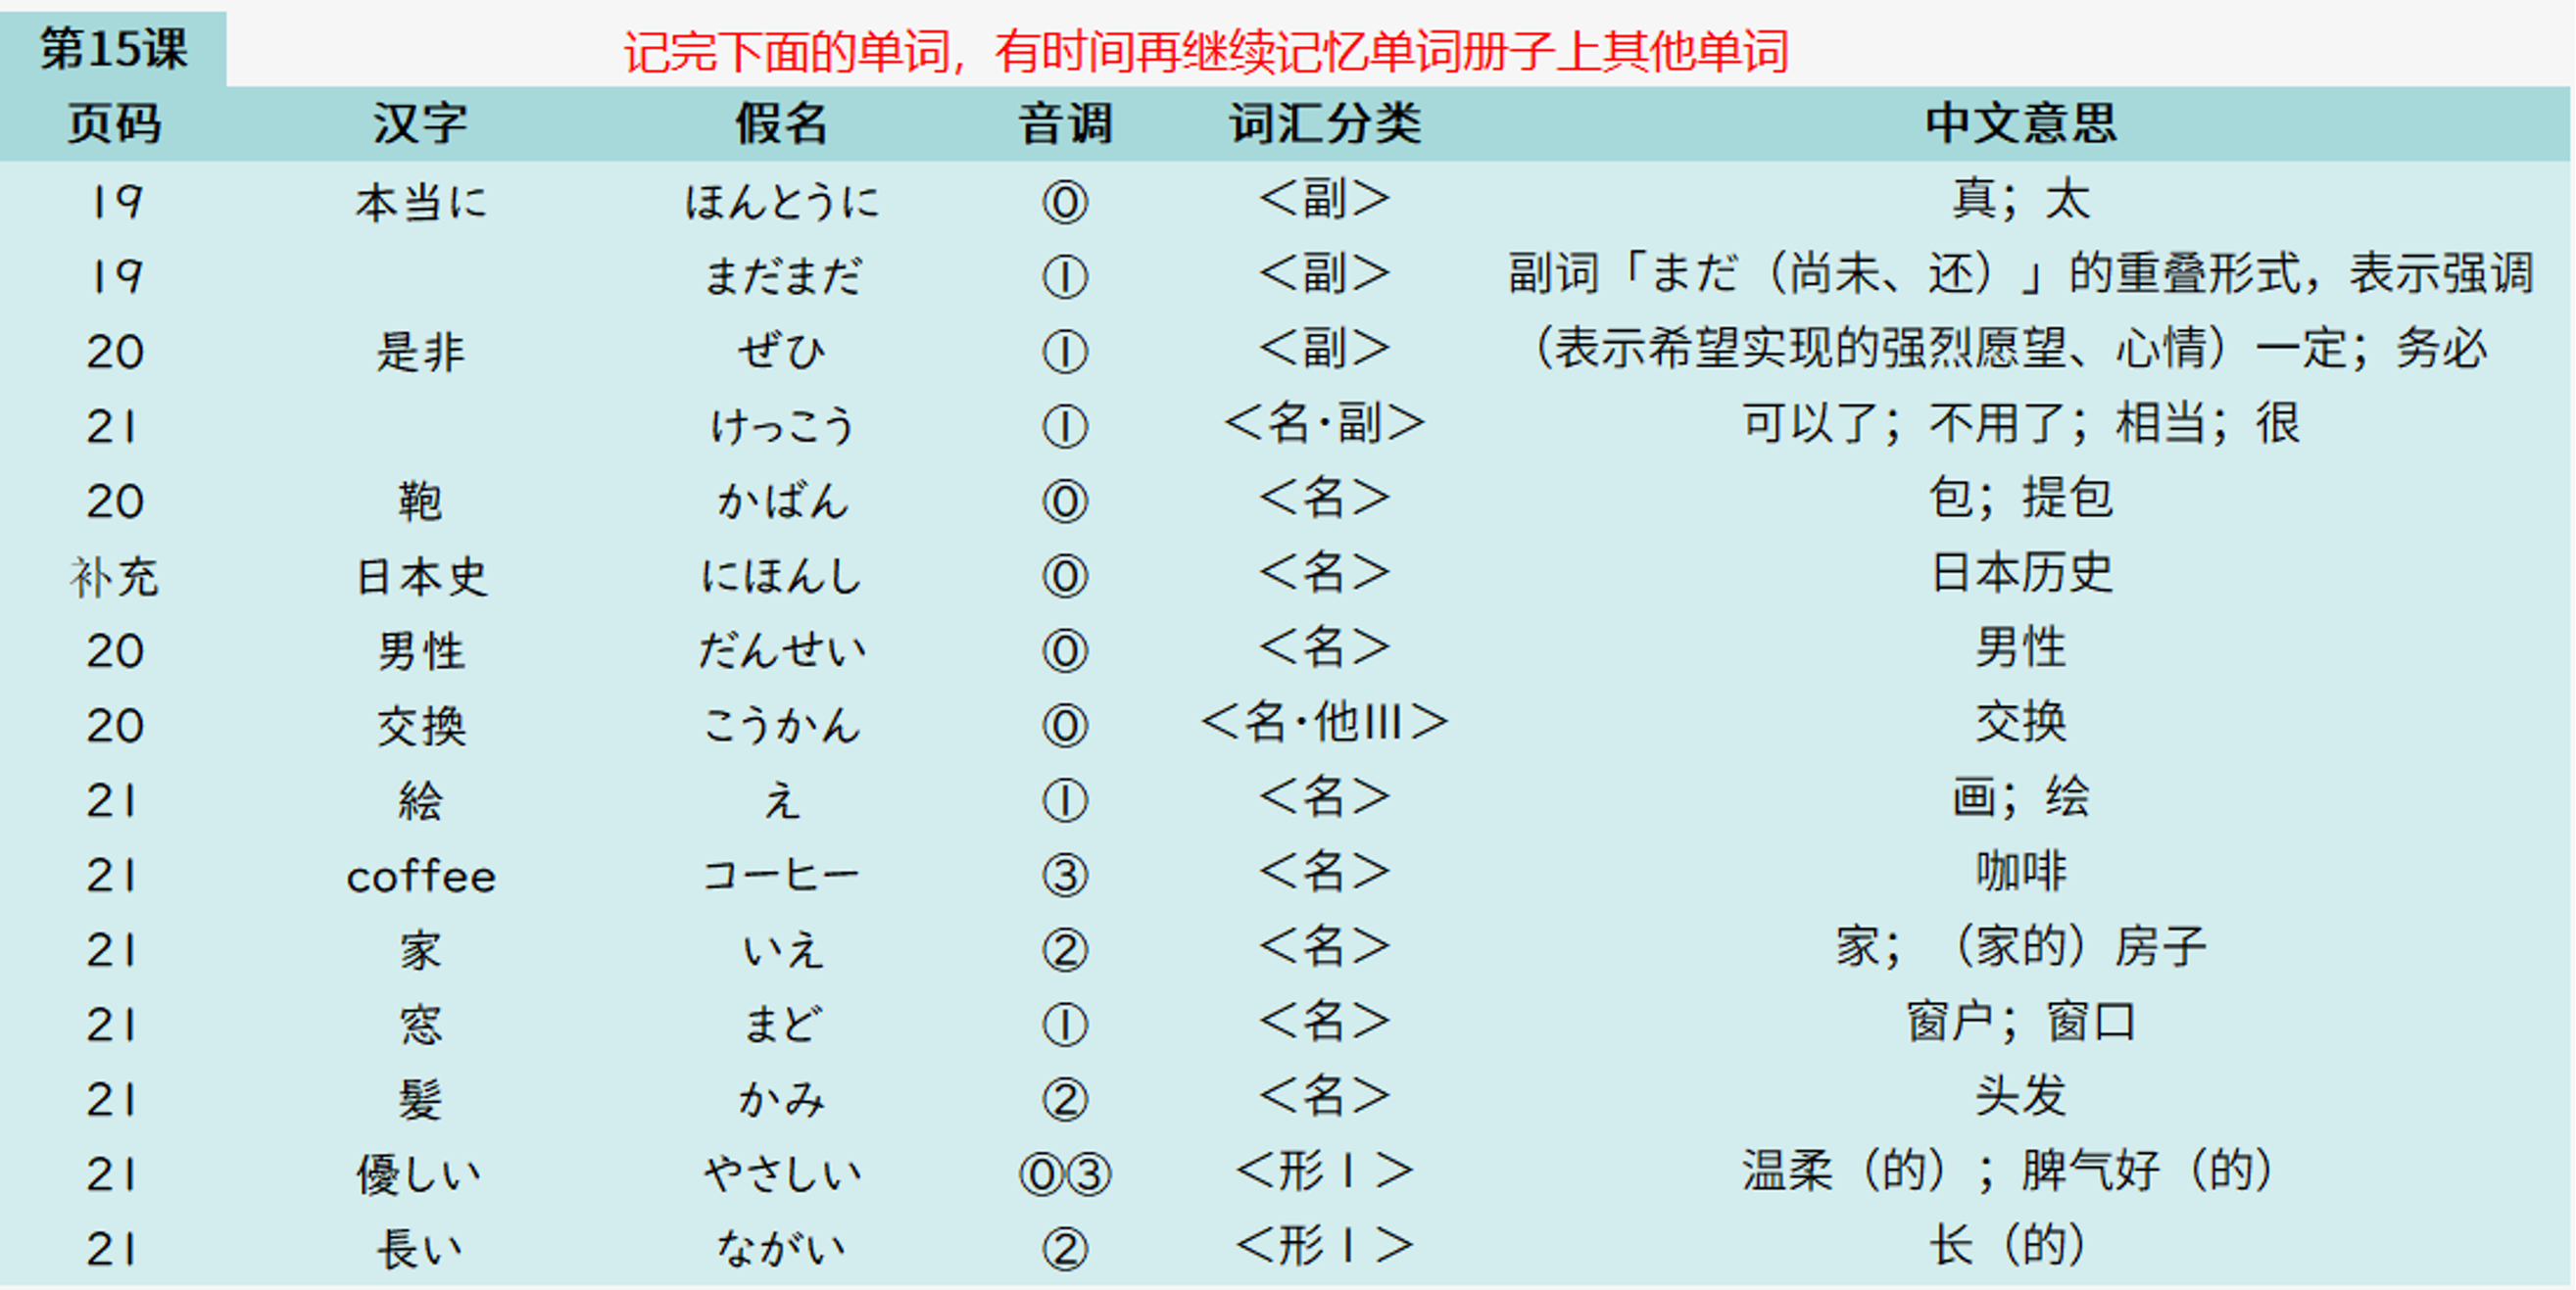 第15课 记完下面的单词，有时间再继续记忆单词册子上其他单词
页码 汉字 假名 音调 词汇分类 中文意思
19 本当に ほんとうに ⓪ ＜副＞ 真；太
19 まだまだ ① ＜副＞ 副词「まだ（尚未、还）」的重叠形式，表示强调
20 是非 ぜひ ① ＜副＞ （表示希望实现的强烈愿望、心情）一定；务必
21 けっこう ① ＜名·副＞ 可以了；不用了；相当；很
20 鞄 かばん ⓪ ＜名＞ 包；提包
补充 日本史 にほんし ⓪ ＜名＞ 日本历史
20 男性 だんせい ⓪ ＜名＞ 男性
20 交換 こうかん ⓪ ＜名·他Ⅲ＞ 交换
21 絵 え ① ＜名＞ 画；绘
21 coffee コーヒー ③ ＜名＞ 咖啡
21 家 いえ ② ＜名＞ 家；（家的）房子
21 窓 まど ① ＜名＞ 窗户；窗口
21 髪 かみ ② ＜名＞ 头发
21 優しい やさしい ⓪③ ＜形Ⅰ＞ 温柔（的）；脾气好（的）
21 長い ながい ② ＜形Ⅰ＞ 长（的）